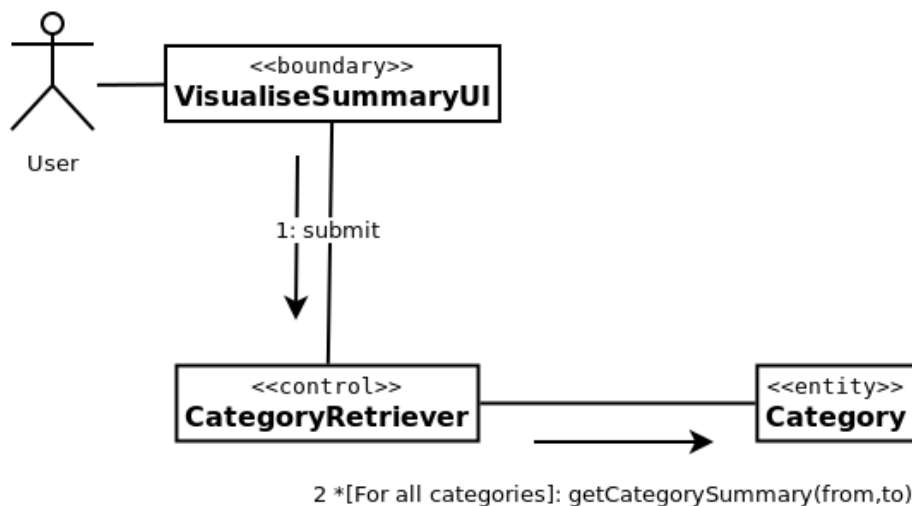 <<boundary>>
VisualiseSummaryUI
User
1: submit
<<control>>
CategoryRetriever
<<entity>>
Category
2 *[For all categories]: getCategorySummary(from,to)